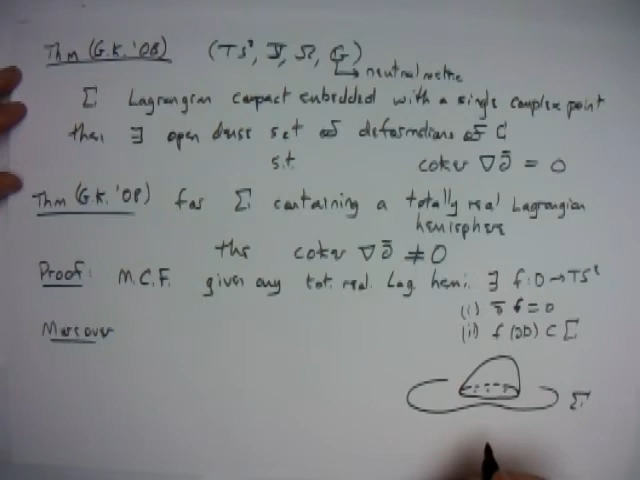 Thm (G.K. '08) (TS², J, Ω, G)
neutral metric
Σ Lagrangian compact embedded with a single complex point
then ∃ open dense set of deformations of
s.t. coker ∇∂̄ = 0
Thm (G.K. '08) for Σ containing a totally real Lagrangian
hemisphere
the coker ∇∂̄ ≠ 0
Proof: M.C.F. given any tot. real. Lag hemi. ∃ f: D → TS²
(i) ∂̄ f = 0
(ii) f(∂D) ⊂ Σ
Moreover
Σ